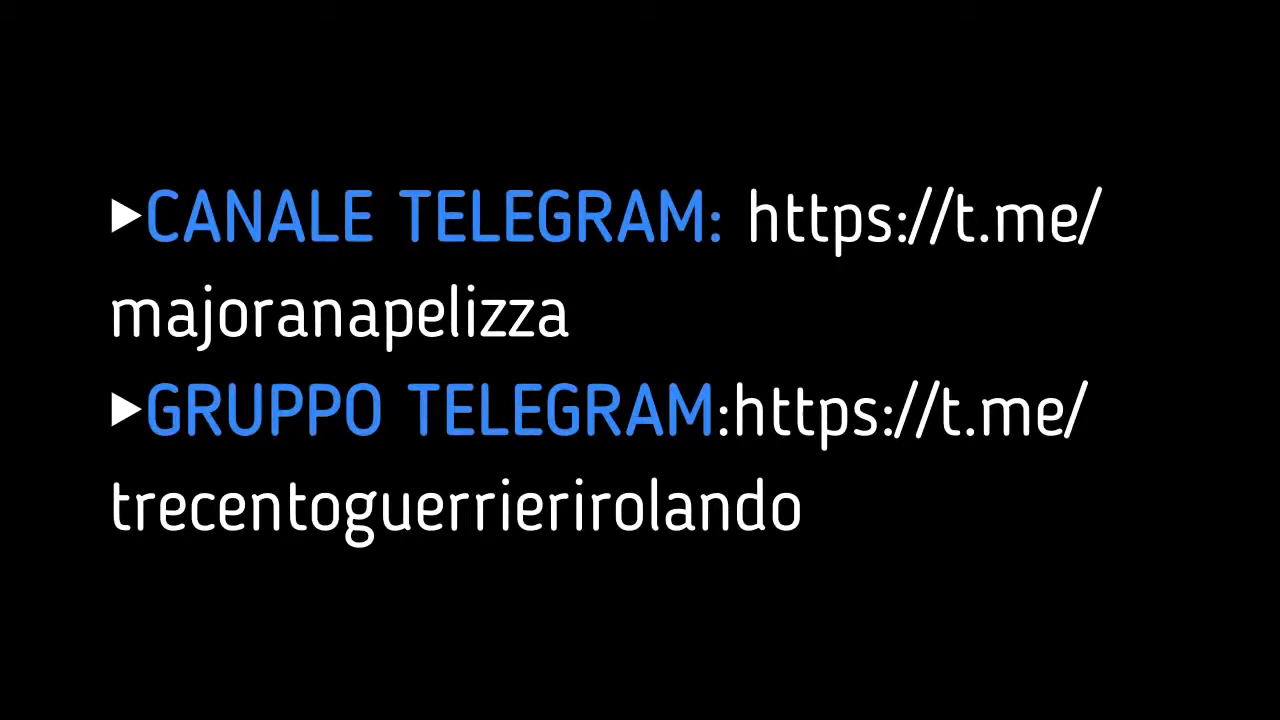 ▶CANALE TELEGRAM: https://t.me/
majoranapelizza
▶GRUPPO TELEGRAM:https://t.me/
trecentoguerrierirolando